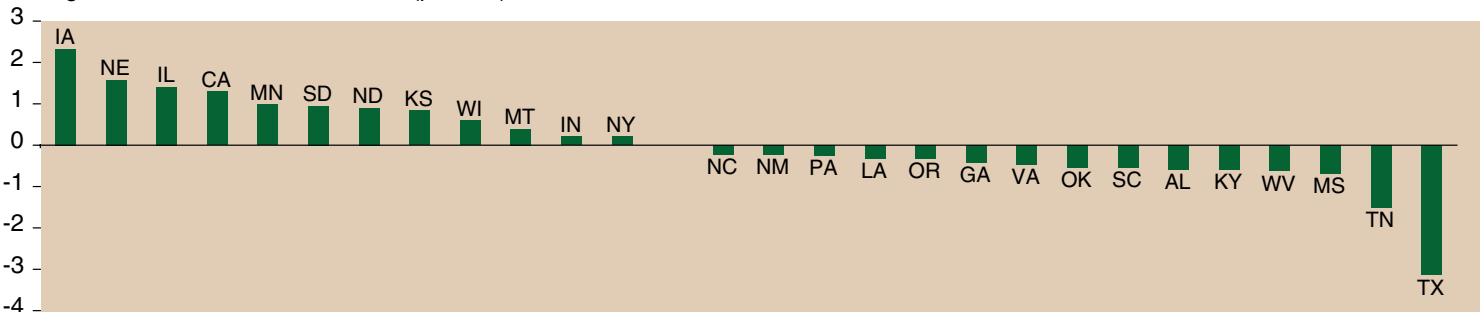 3
2
1
0
-1
-2
-3
-4
IA
NE
IL
CA
MN
SD
ND
KS
WI
MT
IN
NY
NC
NM
PA
LA
OR
GA
VA
OK
SC
AL
KY
WV
MS
TN
TX